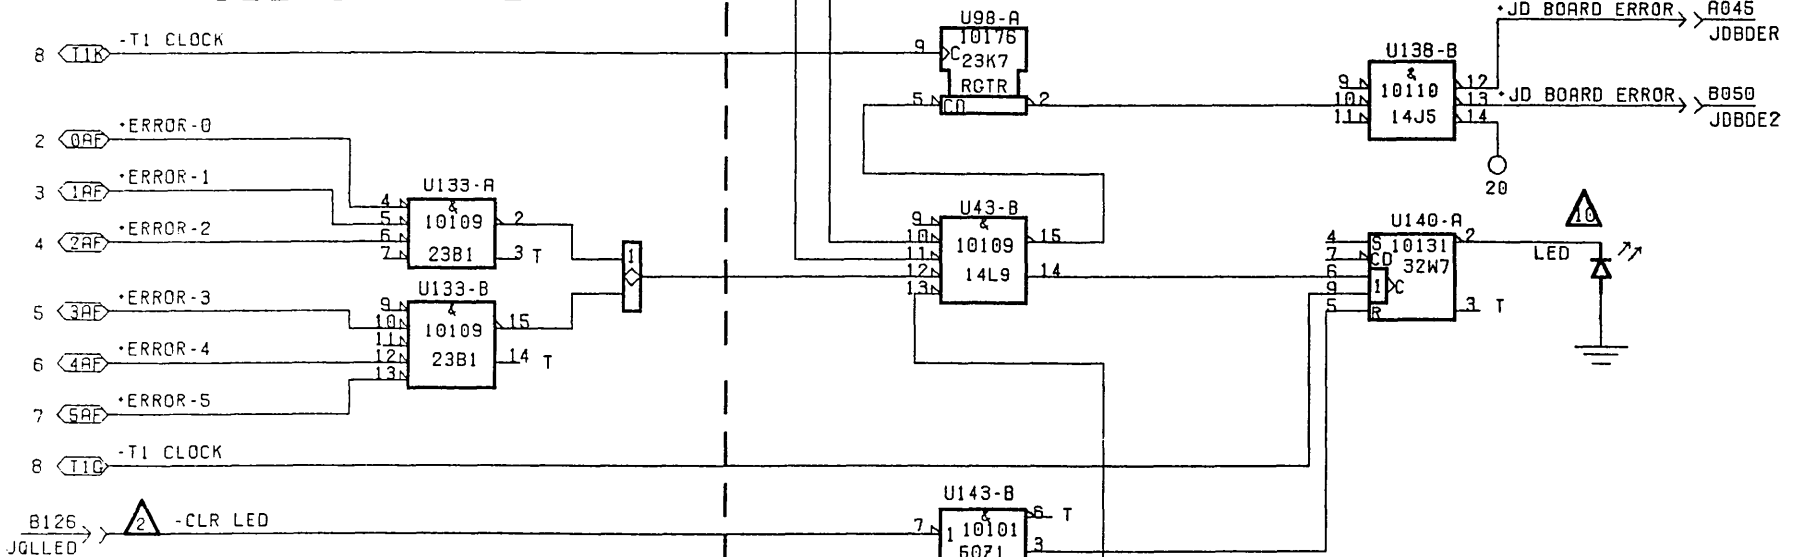 U98-A
+JD BOARD ERROR A045
JDBDER
8 T1K -T1 CLOCK
9 C 10176
23K7
RGTR
5 CD 2
U138-B
&
9 10110 12
10 13 +JD BOARD ERROR B050
11 14J5 14
JDBDE2
20
2 0AF +ERROR-0
3 1AF +ERROR-1
4 2AF +ERROR-2
U133-A
&
4
5 10109 2
6
7 23B1 3 T
U133-B
&
9
10 10109 15
11
12 23B1 14 T
13
5 3AF +ERROR-3
6 4AF +ERROR-4
7 5AF +ERROR-5
1
U43-B
&
9
10 10109 15
11
12 14L9 14
13
10
U140-A
4 S 10131 2
7 CD 32W7
6
9 1 C
5 R 3 T
LED
8 T1G -T1 CLOCK
B126 2 -CLR LED
JGLLED
U143-B
& 6 T
7 1 10101
60Z1 3